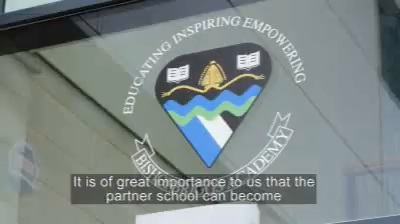 EDUCATING INSPIRING EMPOWERING
It is of great importance to us that the
partner school can become